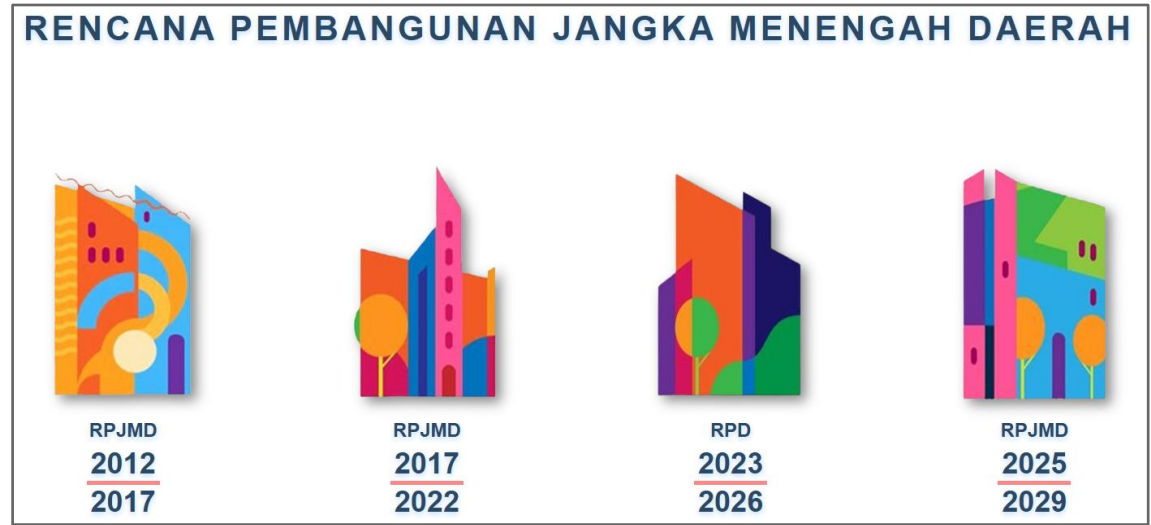 RENCANA PEMBANGUNAN JANGKA MENENGAH DAERAH
RPJMD
2012
2017
RPJMD
2017
2022
RPD
2023
2026
RPJMD
2025
2029